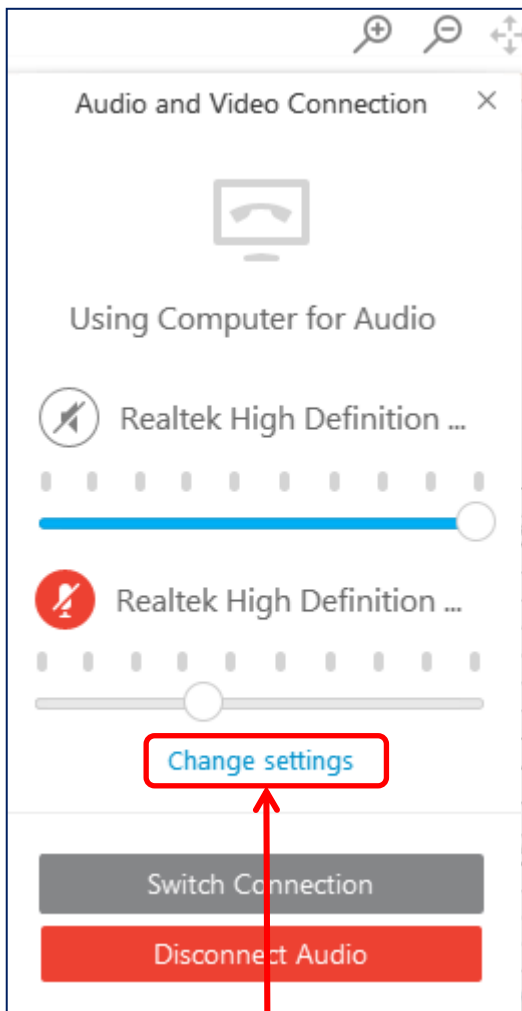 Audio and Video Connection
Using Computer for Audio
Realtek High Definition ...
Realtek High Definition ...
Change settings
Switch Connection
Disconnect Audio